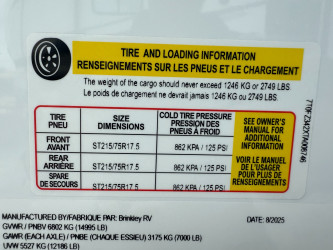 TIRE AND LOADING INFORMATION
RENSEIGNEMENTS SUR LES PNEUS ET LE CHARGEMENT
The weight of the cargo should never exceed 1246 KG or 2749 LBS.
Le poids de chargement ne devrait jamais 1246 KG or 2749 LBS.
TIRE
PNEU
SIZE
DIMENSIONS
COLD TIRE PRESSURE
PRESSION DES
PNEUS A FROID
FRONT
AVANT
ST215/75R17.5
862 KPA / 125 PSI
REAR
ARRIÈRE
ST215/75R17.5
862 KPA / 125 PSI
SPARE
DE SECOURS
ST215/75R17.5
862 KPA / 125 PSI
SEE OWNER'S
MANUAL FOR
ADDITIONAL
INFORMATION
VOIR LE MANUEL
DE L'USAGER
POUR PLUS DE
RENSEIGNEMENTS
MANUFACTURED BY/FABRIQUE PAR: Brinkley RV
DATE: 8/2025
GVWR / PNBV 6802 KG (14995 LB)
GAWR (EACH AXLE) / PNBE (CHAQUE ESSIEU) 3175 KG (7000 LB)
UVW 5527 KG (12186 LB)